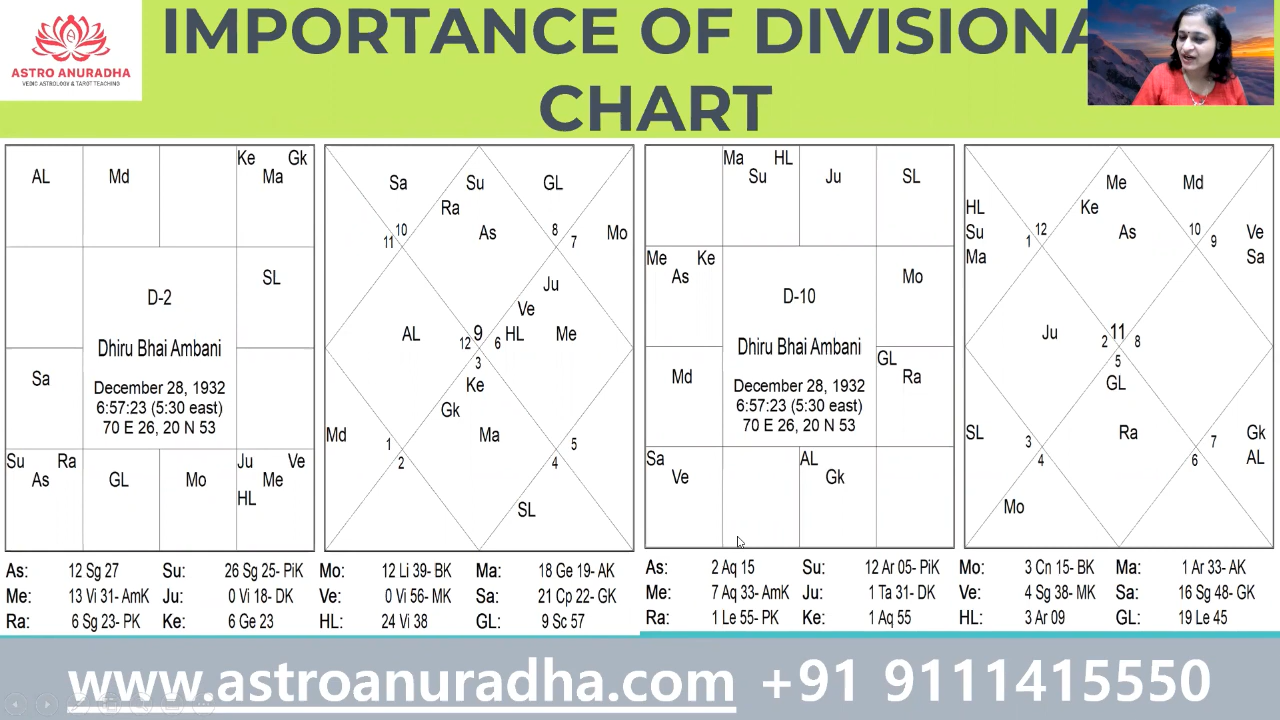 IMPORTANCE OF DIVISIONA
CHART
ASTRO ANURADHA
VEDIC ASTROLOGY & TAROT TEACHING
AL Md Ke Gk
Ma
SL
D-2
Dhiru Bhai Ambani
December 28, 1932
6:57:23 (5:30 east)
70 E 26, 20 N 53
Sa
Su Ra
As
GL
Mo
Ju Ve
Me
HL
Sa Su GL
Ra
As
10 8
11 7
Mo
Ju
Ve
AL 9 HL Me
12 6
3
Ke
Gk
Md 1 Ma 5
2 4
SL
Ma HL
Su
Ju
SL
Me Ke
As
Mo
D-10
Dhiru Bhai Ambani
December 28, 1932
6:57:23 (5:30 east)
70 E 26, 20 N 53
Md
GL
Ra
Sa
Ve
AL
Gk
Me Md
HL Ke
Su As Ve
12 10
1 9
Ma Sa
Ju 11
2 8
5
GL
SL Ra Gk
3 7
AL
4 6
Mo
As: 12 Sg 27 Su: 26 Sg 25- PiK Mo: 12 Li 39- BK Ma: 18 Ge 19- AK
Me: 13 Vi 31- AmK Ju: 0 Vi 18- DK Ve: 0 Vi 56- MK Sa: 21 Cp 22- GK
Ra: 6 Sg 23- PK Ke: 6 Ge 23 HL: 24 Vi 38 GL: 9 Sc 57
As: 2 Aq 15 Su: 12 Ar 05- PiK Mo: 3 Cn 15- BK Ma: 1 Ar 33- AK
Me: 7 Aq 33- AmK Ju: 1 Ta 31- DK Ve: 4 Sg 38- MK Sa: 16 Sg 48- GK
Ra: 1 Le 55- PK Ke: 1 Aq 55 HL: 3 Ar 09 GL: 19 Le 45
www.astroanuradha.com +91 9111415550